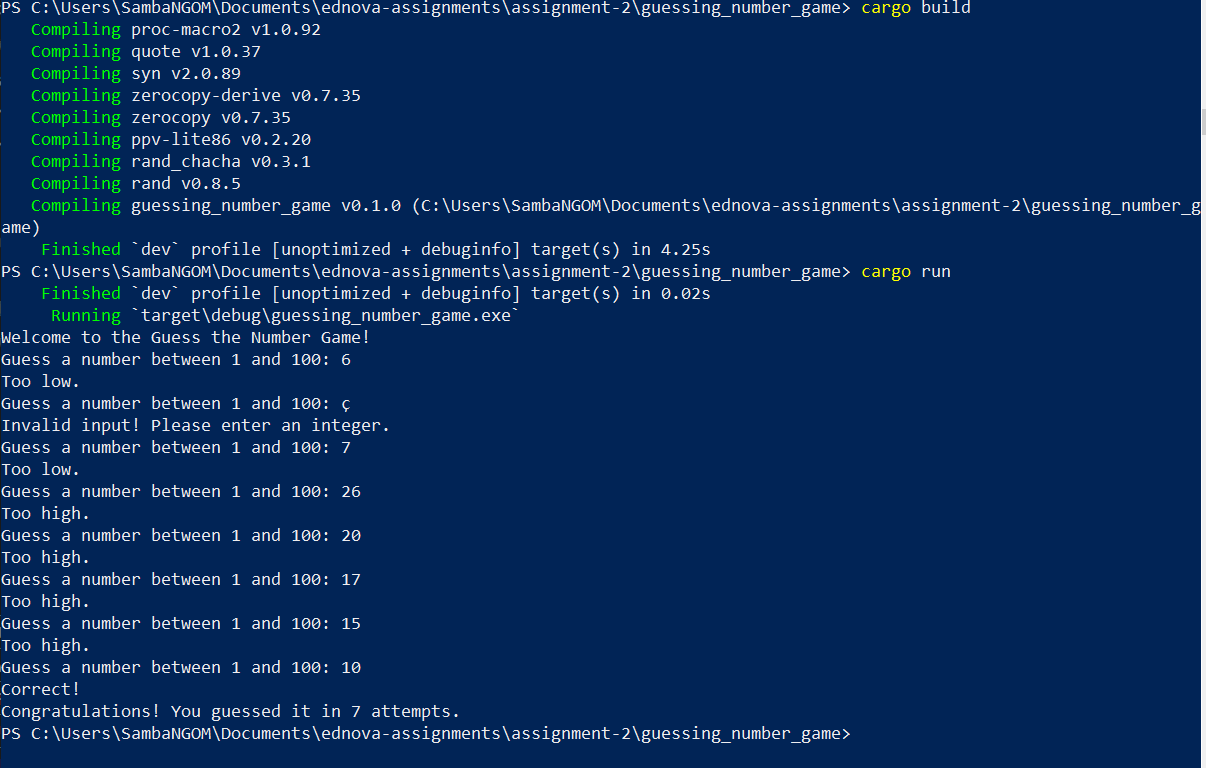 PS C:\Users\SambaNGOM\Documents\ednova-assignments\assignment-2\guessing_number_game> cargo build
   Compiling proc-macro2 v1.0.92
   Compiling quote v1.0.37
   Compiling syn v2.0.89
   Compiling zerocopy-derive v0.7.35
   Compiling zerocopy v0.7.35
   Compiling ppv-lite86 v0.2.20
   Compiling rand_chacha v0.3.1
   Compiling rand v0.8.5
   Compiling guessing_number_game v0.1.0 (C:\Users\SambaNGOM\Documents\ednova-assignments\assignment-2\guessing_number_g
ame)
    Finished `dev` profile [unoptimized + debuginfo] target(s) in 4.25s
PS C:\Users\SambaNGOM\Documents\ednova-assignments\assignment-2\guessing_number_game> cargo run
    Finished `dev` profile [unoptimized + debuginfo] target(s) in 0.02s
     Running `target\debug\guessing_number_game.exe`
Welcome to the Guess the Number Game!
Guess a number between 1 and 100: 6
Too low.
Guess a number between 1 and 100: ç
Invalid input! Please enter an integer.
Guess a number between 1 and 100: 7
Too low.
Guess a number between 1 and 100: 26
Too high.
Guess a number between 1 and 100: 20
Too high.
Guess a number between 1 and 100: 17
Too high.
Guess a number between 1 and 100: 15
Too high.
Guess a number between 1 and 100: 10
Correct!
Congratulations! You guessed it in 7 attempts.
PS C:\Users\SambaNGOM\Documents\ednova-assignments\assignment-2\guessing_number_game>